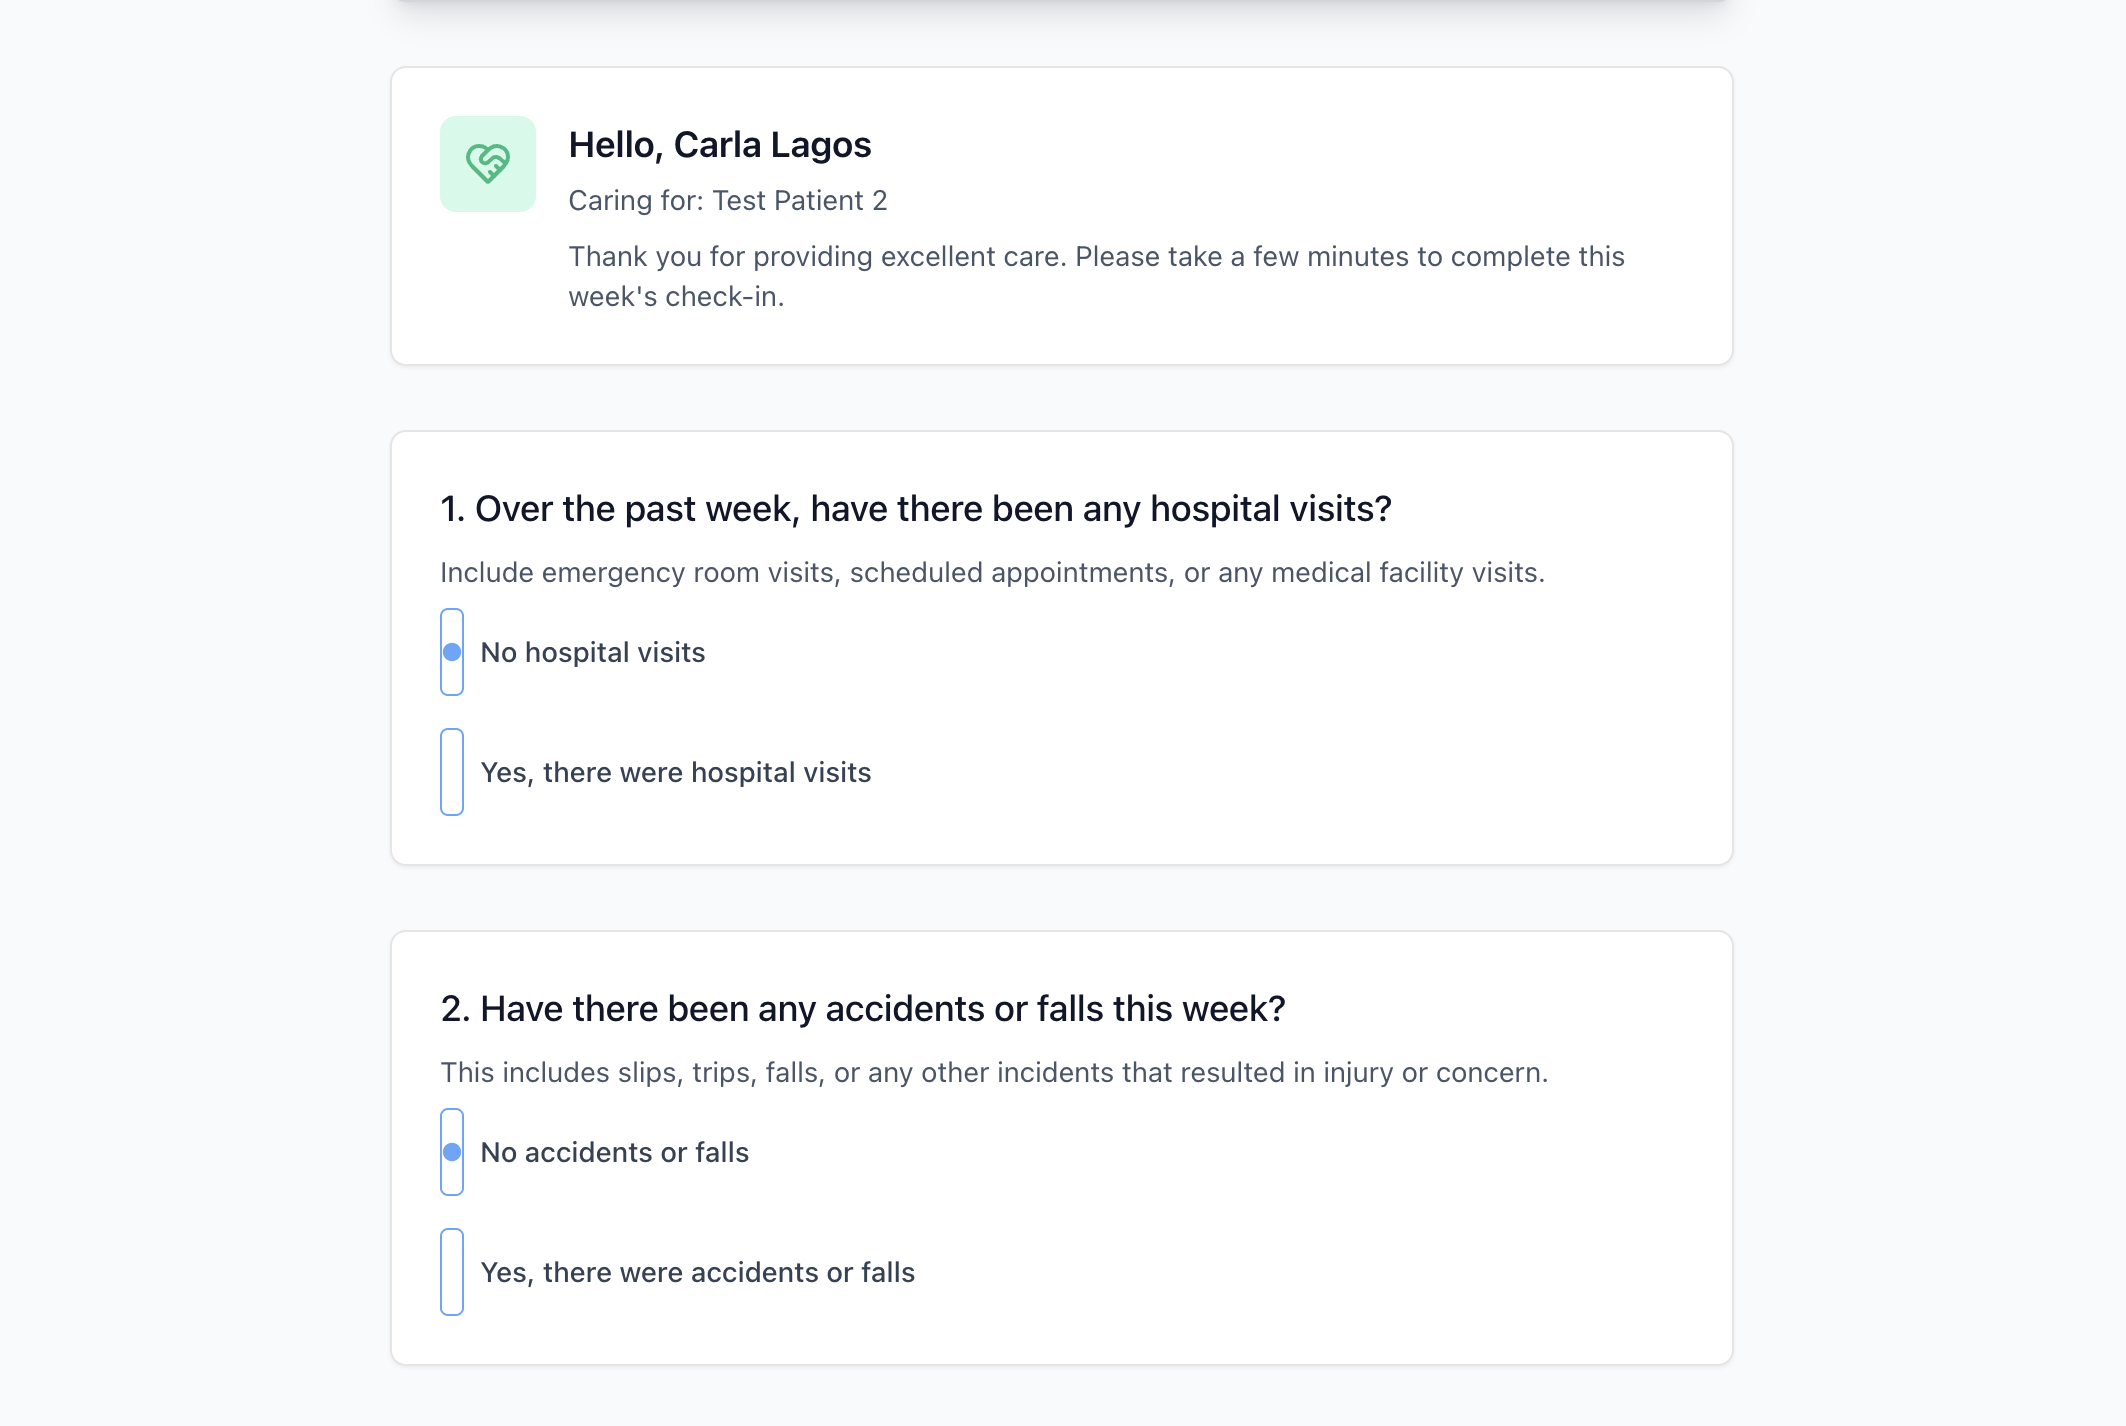 Hello, Carla Lagos
Caring for: Test Patient 2
Thank you for providing excellent care. Please take a few minutes to complete this
week's check-in.
1. Over the past week, have there been any hospital visits?
Include emergency room visits, scheduled appointments, or any medical facility visits.
No hospital visits
Yes, there were hospital visits
2. Have there been any accidents or falls this week?
This includes slips, trips, falls, or any other incidents that resulted in injury or concern.
No accidents or falls
Yes, there were accidents or falls